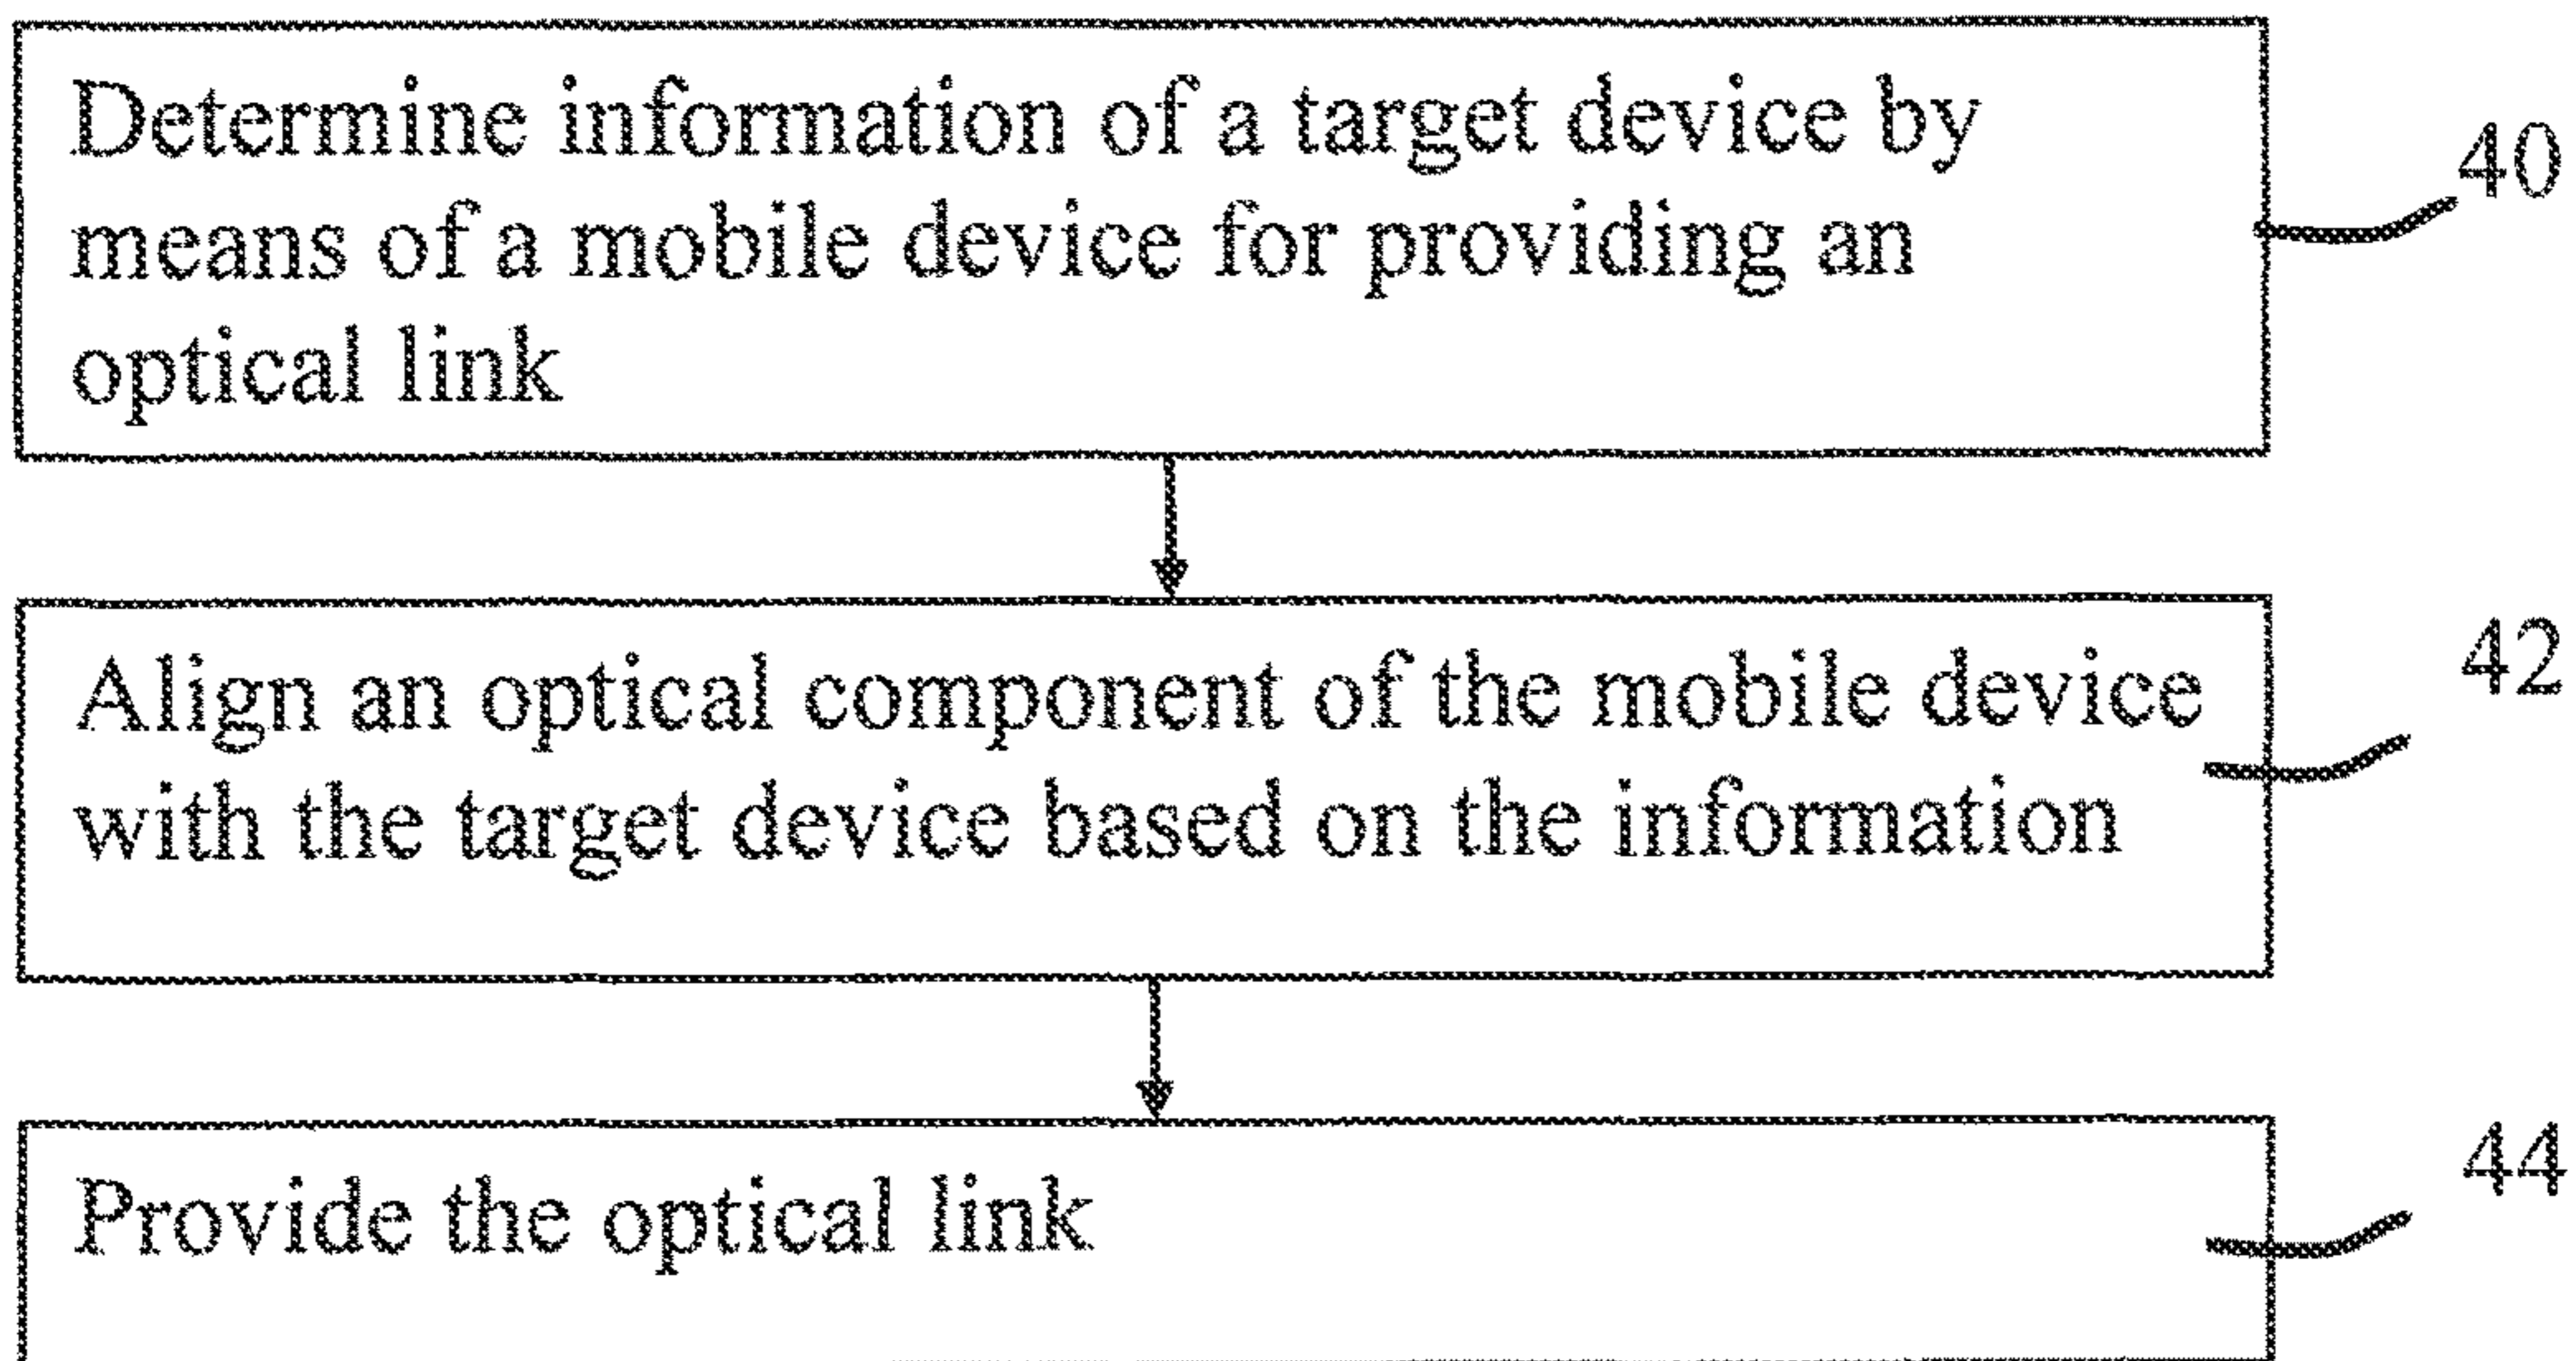 Determine information of a target device by
means of a mobile device for providing an
optical link
40
Align an optical component of the mobile device
with the target device based on the information
42
Provide the optical link
44